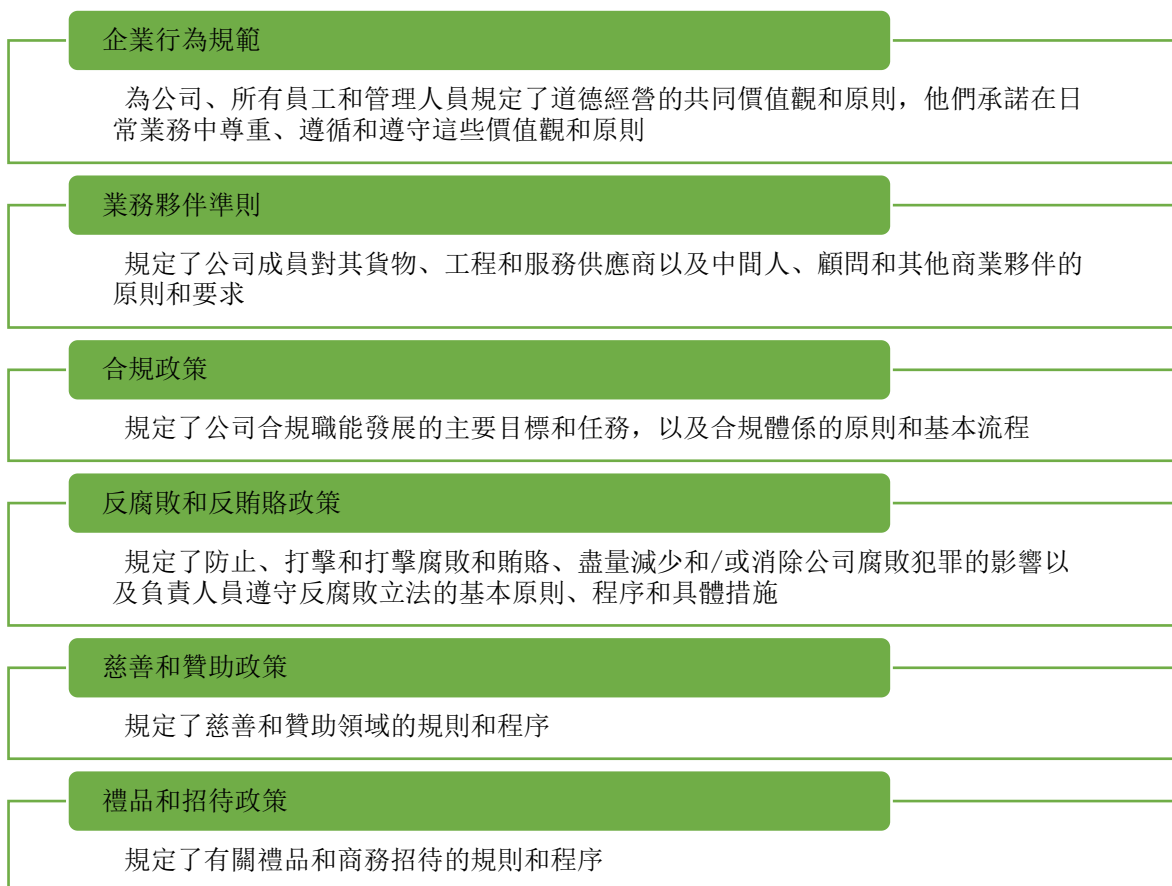 企業行為規範
為公司、所有員工和管理人員規定了道德經營的共同價值觀和原則，他們承諾在日
常業務中尊重、遵循和遵守這些價值觀和原則
業務夥伴準則
規定了公司成員對其貨物、工程和服務供應商以及中間人、顧問和其他商業夥伴的
原則和要求
合規政策
規定了公司合規職能發展的主要目標和任務，以及合規體係的原則和基本流程
反腐敗和反賄賂政策
規定了防止、打擊和打擊腐敗和賄賂、盡量減少和/或消除公司腐敗犯罪的影響以
及負責人員遵守反腐敗立法的基本原則、程序和具體措施
慈善和贊助政策
規定了慈善和贊助領域的規則和程序
禮品和招待政策
規定了有關禮品和商務招待的規則和程序